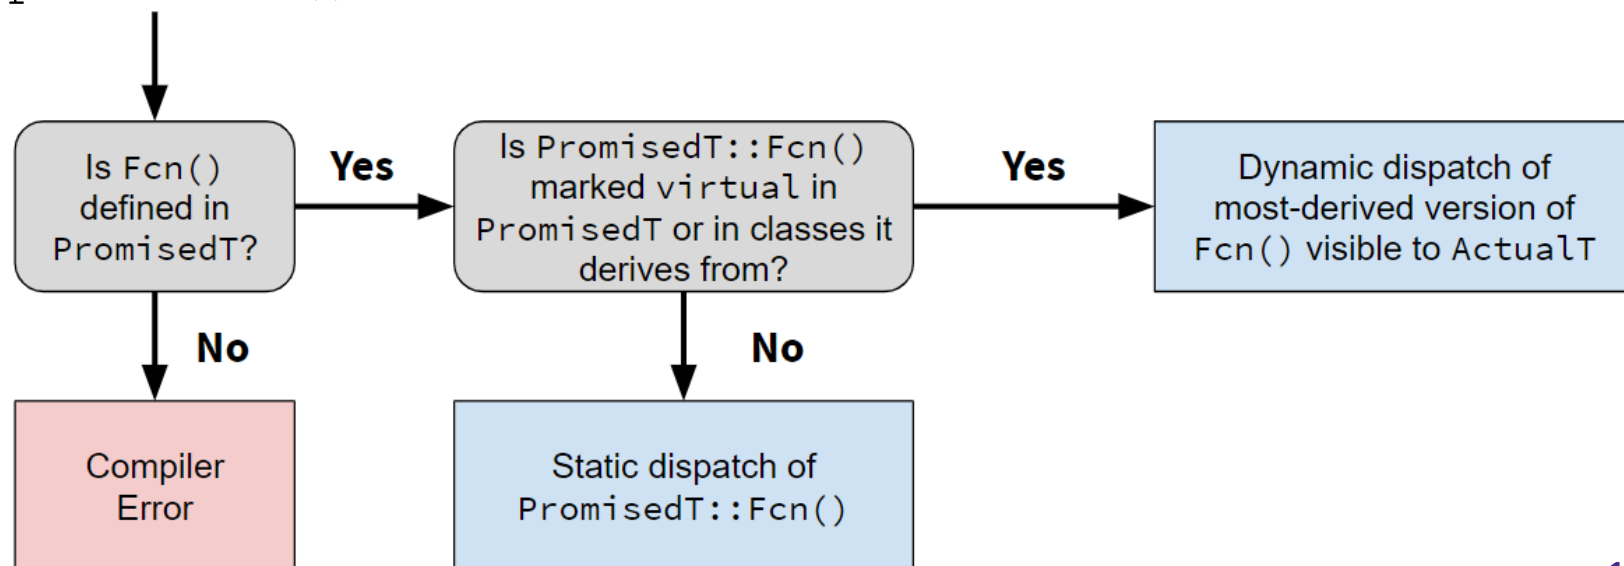 Is Fcn()
defined in
PromisedT?
Yes
Is PromisedT::Fcn()
marked virtual in
PromisedT or in classes it
derives from?
Yes
Dynamic dispatch of
most-derived version of
Fcn() visible to ActualT
No
No
Compiler
Error
Static dispatch of
PromisedT::Fcn()